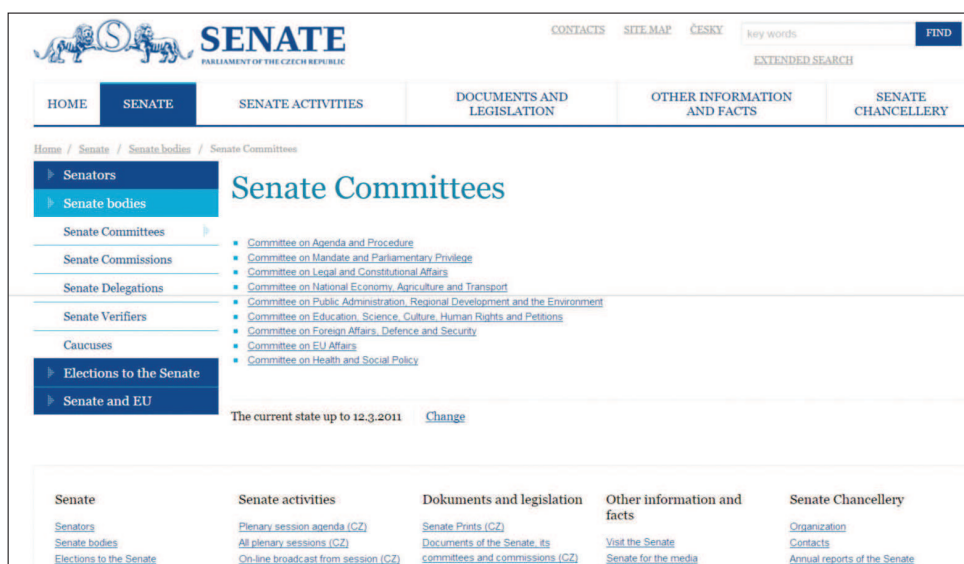 CONTACTS SITE MAP ČESKY key words FIND
S SENATE
PARLIAMENT OF THE CZECH REPUBLIC
EXTENDED SEARCH
HOME SENATE SENATE ACTIVITIES DOCUMENTS AND LEGISLATION OTHER INFORMATION AND FACTS SENATE CHANCELLERY
Home / Senate / Senate bodies / Senate Committees
Senators
Senate bodies
Senate Committees
Senate Commissions
Senate Delegations
Senate Verifiers
Caucuses
Elections to the Senate
Senate and EU
Senate Committees
Committee on Agenda and Procedure
Committee on Mandate and Parliamentary Privilege
Committee on Legal and Constitutional Affairs
Committee on National Economy, Agriculture and Transport
Committee on Public Administration, Regional Development and the Environment
Committee on Education, Science, Culture, Human Rights and Petitions
Committee on Foreign Affairs, Defence and Security
Committee on EU Affairs
Committee on Health and Social Policy
The current state up to 12.3.2011 Change
Senate
Senators
Senate bodies
Elections to the Senate
Senate activities
Plenary session agenda (CZ)
All plenary sessions (CZ)
On-line broadcast from session (CZ)
Dokuments and legislation
Senate Prints (CZ)
Documents of the Senate, its
committees and commissions (CZ)
Other information and
facts
Visit the Senate
Senate for the media
Senate Chancellery
Organization
Contacts
Annual reports of the Senate